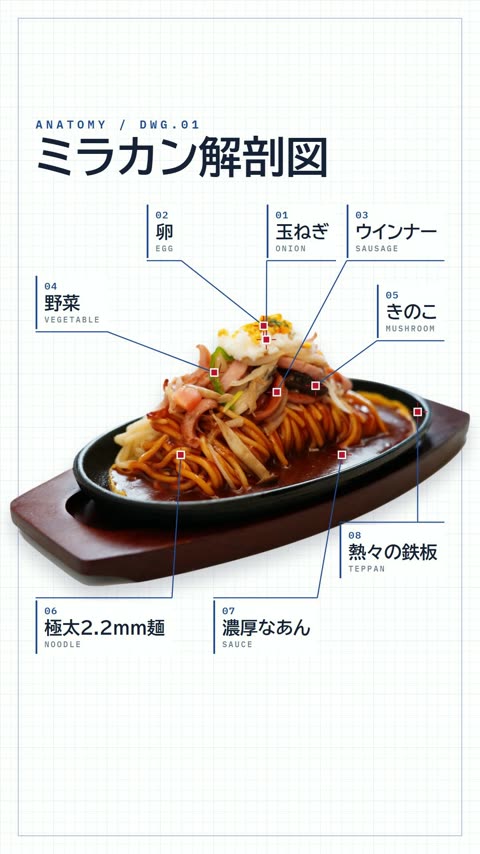 ANATOMY / DWG.01
ミラカン解剖図
02
卵
EGG
01
玉ねぎ
ONION
03
ウインナー
SAUSAGE
04
野菜
VEGETABLE
05
きのこ
MUSHROOM
08
熱々の鉄板
TEPPAN
06
極太2.2mm麺
NOODLE
07
濃厚なあん
SAUCE